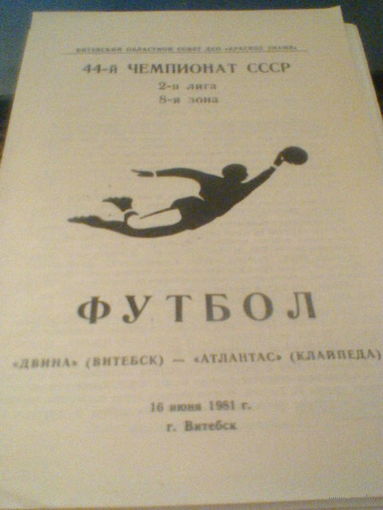 ВИТЕБСКИЙ ОБЛАСТНОЙ СОВЕТ ДСО «КРАСНОЕ ЗНАМЯ»
44-й ЧЕМПИОНАТ СССР
2-я лига
8-я зона
ФУТБОЛ
«ДВИНА» (ВИТЕБСК) — «АТЛАНТАС» (КЛАЙПЕДА)
16 июня 1981 г.
г. Витебск